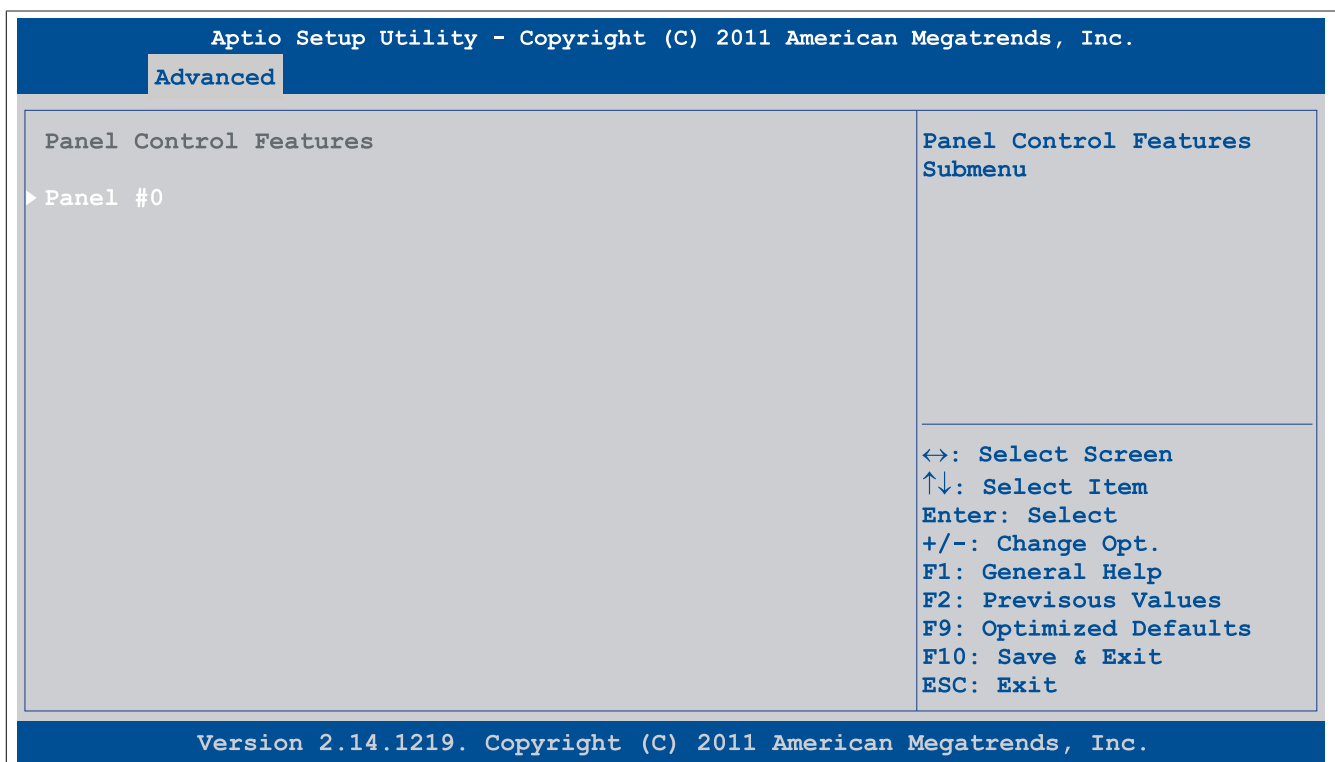 Aptio Setup Utility - Copyright (C) 2011 American Megatrends, Inc.
Advanced
Panel Control Features
Panel #0
Panel Control Features
Submenu
↔: Select Screen
↑↓: Select Item
Enter: Select
+/-: Change Opt.
F1: General Help
F2: Previsous Values
F9: Optimized Defaults
F10: Save & Exit
ESC: Exit
Version 2.14.1219. Copyright (C) 2011 American Megatrends, Inc.